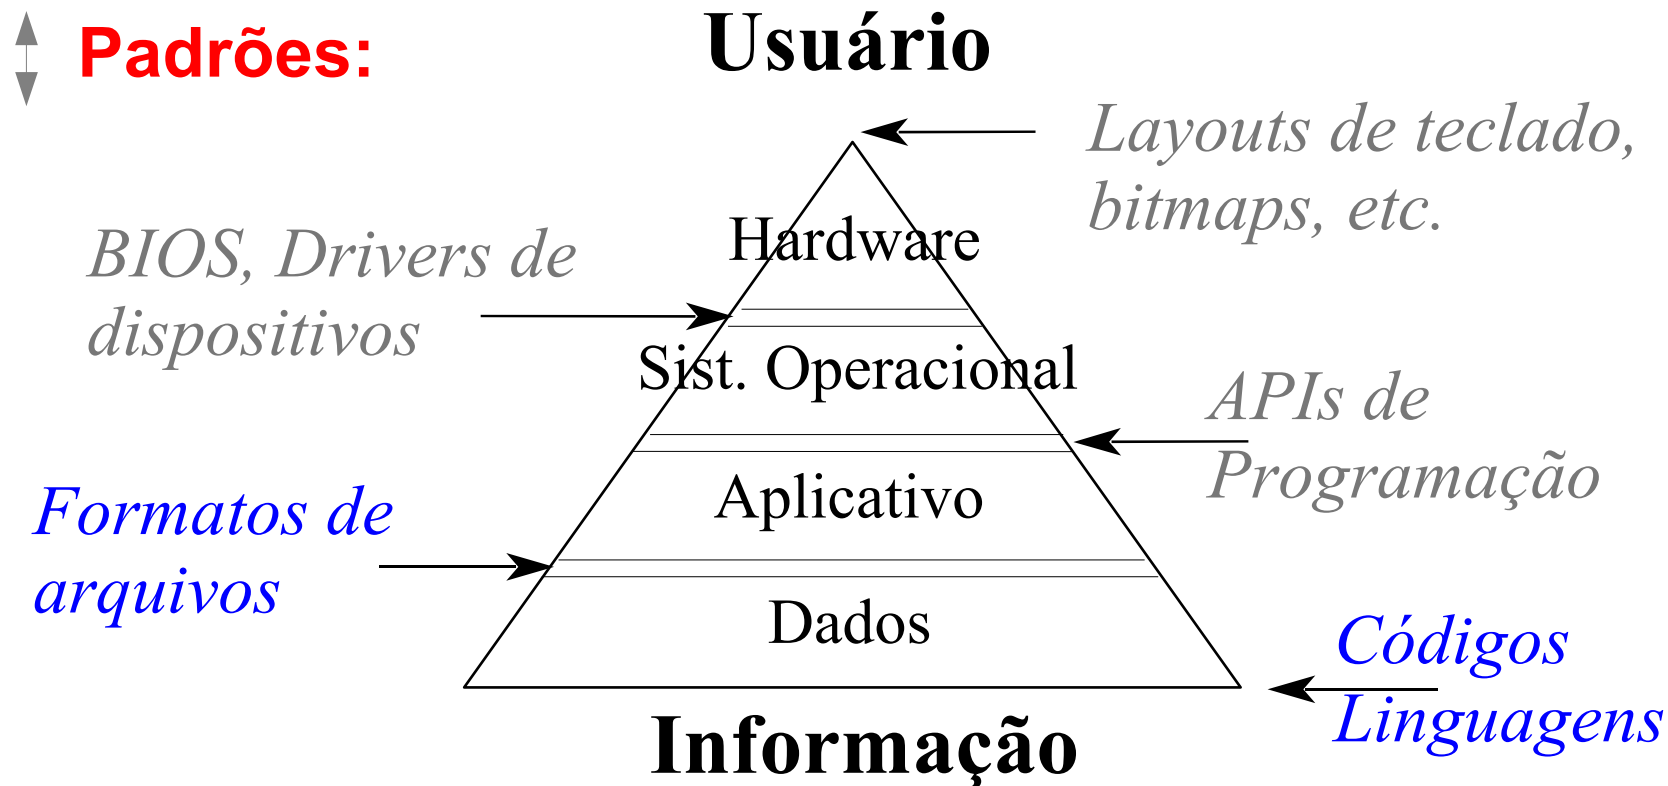 Padrões:
Usuário
Layouts de teclado,
bitmaps, etc.
Hardware
BIOS, Drivers de
dispositivos
Sist. Operacional
APIs de
Programação
Aplicativo
Formatos de
arquivos
Dados
Códigos
Linguagens
Informação